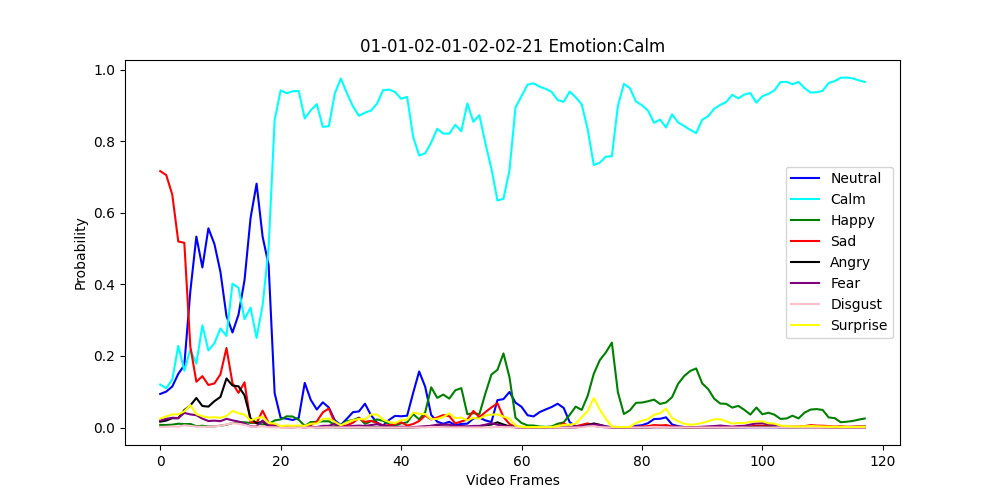 01-01-02-01-02-02-21 Emotion:Calm
1.0
0.8
0.6
0.4
0.2
0.0
Probability
Neutral
Calm
Happy
Sad
Angry
Fear
Disgust
Surprise
0 20 40 60 80 100 120
Video Frames